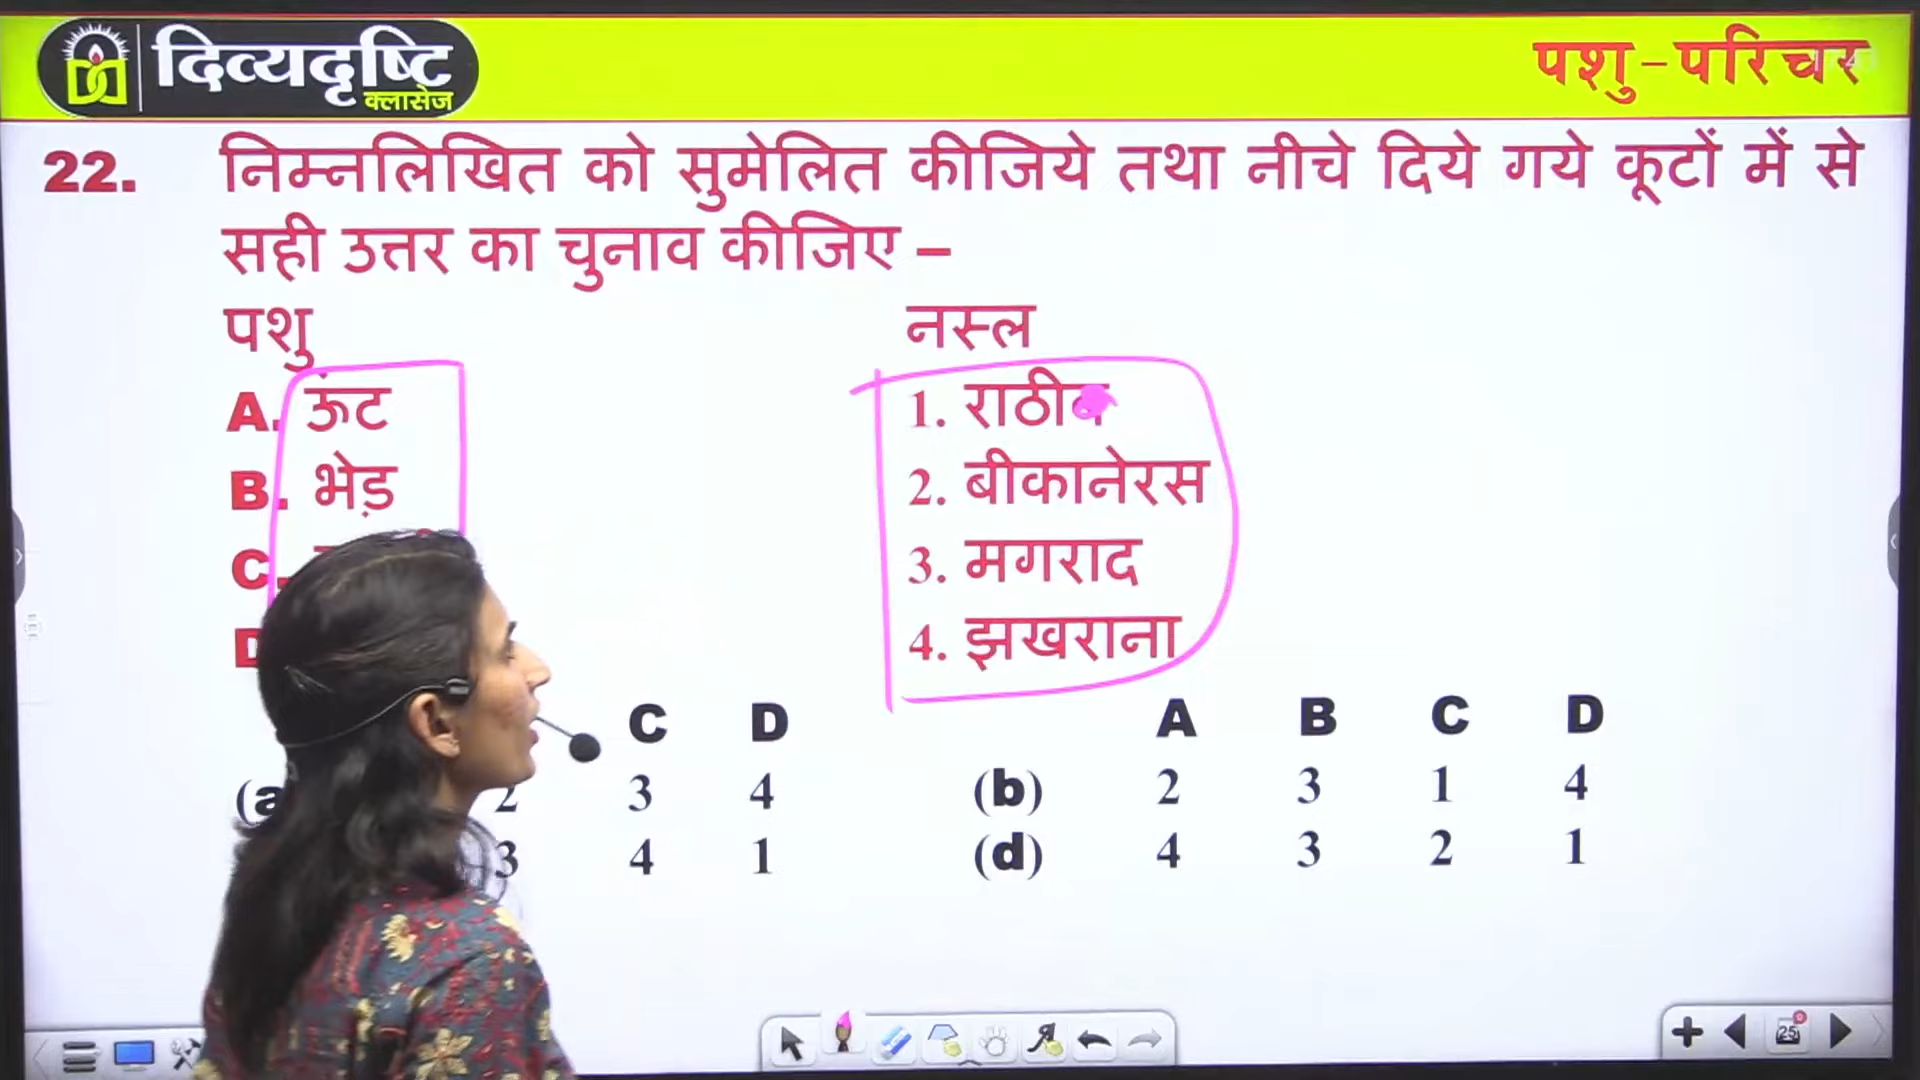 दिव्यदृष्टि
क्लासेज
पशु-परिचर
22. निम्नलिखित को सुमेलित कीजिये तथा नीचे दिये गये कूटों में से
सही उत्तर का चुनाव कीजिए –
पशु नस्ल
A. ऊंट 1. राठी
B. भेड़ 2. बीकानेरस
C. 3. मगराद
4. झखराना
C D A B C D
2 3 4 (b) 2 3 1 4
3 4 1 (d) 4 3 2 1
25